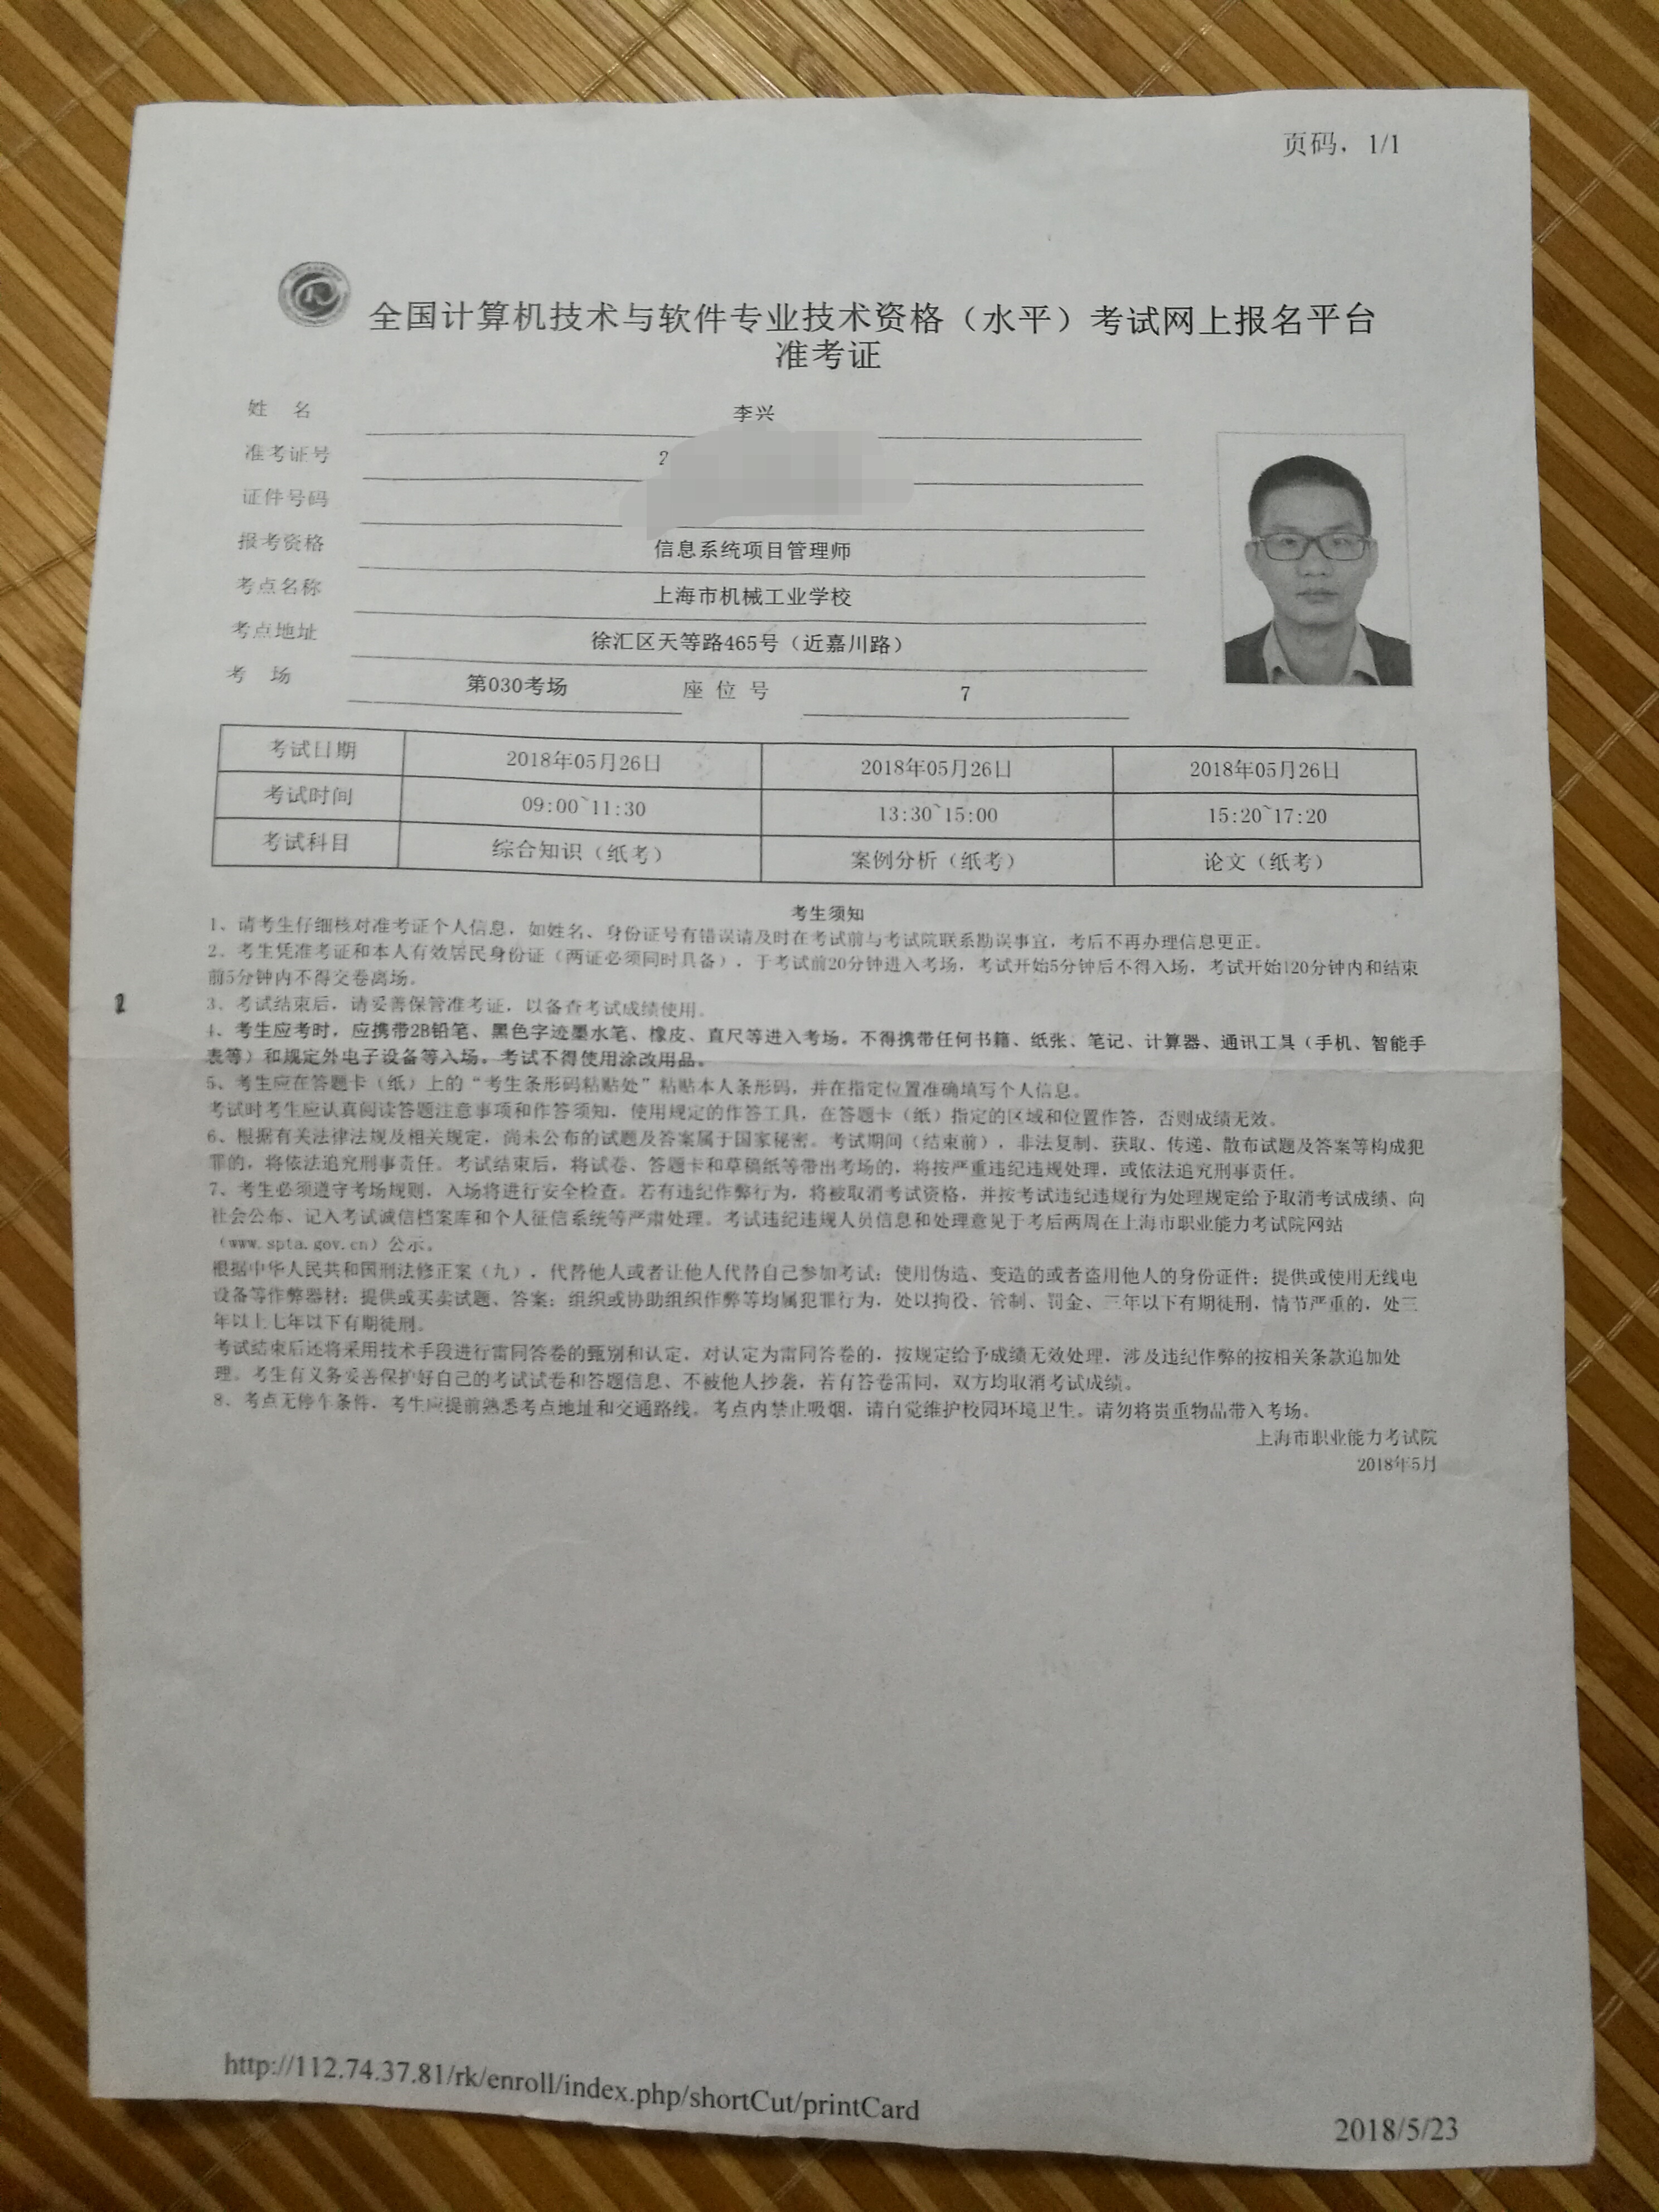 页码，1/1
全国计算机技术与软件专业技术资格（水平）考试网上报名平台
准考证
姓 名 李兴
准考证号 2
证件号码
报考资格 信息系统项目管理师
考点名称 上海市机械工业学校
考点地址 徐汇区天等路465号（近嘉川路）
考 场 第030考场 座 位 号 7
考试日期 2018年05月26日 2018年05月26日 2018年05月26日
考试时间 09:00~11:30 13:30~15:00 15:20~17:20
考试科目 综合知识（纸考） 案例分析（纸考） 论文（纸考）
考生须知
1、请考生仔细核对准考证个人信息，如姓名、身份证号有错误请及时在考试前与考试院联系勘误事宜，考后不再办理信息更正。
2、考生凭准考证和本人有效居民身份证（两证必须同时具备），于考试前20分钟进入考场，考试开始5分钟后不得入场，考试开始120分钟内和结束
前5分钟内不得交卷离场。
3、考试结束后，请妥善保管准考证，以备查考试成绩使用。
4、考生应考时，应携带2B铅笔、黑色字迹墨水笔、橡皮、直尺等进入考场。不得携带任何书籍、纸张、笔记、计算器、通讯工具（手机、智能手
表等）和规定外电子设备等入场。考试不得使用涂改用品。
5、考生应在答题卡（纸）上的“考生条形码粘贴处”粘贴本人条形码，并在指定位置准确填写个人信息。
考试时考生应认真阅读答题注意事项和作答须知，使用规定的作答工具，在答题卡（纸）指定的区域和位置作答，否则成绩无效。
6、根据有关法律法规及相关规定，尚未公布的试题及答案属于国家秘密。考试期间（结束前），非法复制、获取、传递、散布试题及答案等构成犯
罪的，将依法追究刑事责任。考试结束后，将试卷、答题卡和草稿纸等带出考场的，将按严重违纪违规处理，或依法追究刑事责任。
7、考生必须遵守考场规则，入场将进行安全检查。若有违纪作弊行为，将被取消考试资格，并按考试违纪违规行为处理规定给予取消考试成绩、向
社会公布、记入考试诚信档案库和个人征信系统等严肃处理。考试违纪违规人员信息和处理意见于考后两周在上海市职业能力考试院网站
（www.spta.gov.cn）公示。
根据中华人民共和国刑法修正案（九），代替他人或者让他人代替自己参加考试；使用伪造、变造的或者盗用他人的身份证件；提供或使用无线电
设备等作弊器材；提供或买卖试题、答案；组织或协助组织作弊等均属犯罪行为，处以拘役、管制、罚金、三年以下有期徒刑，情节严重的，处三
年以上七年以下有期徒刑。
考试结束后还将采用技术手段进行雷同答卷的甄别和认定，对认定为雷同答卷的，按规定给予成绩无效处理，涉及违纪作弊的按相关条款追加处
理。考生有义务妥善保护好自己的考试试卷和答题信息、不被他人抄袭，若有答卷雷同，双方均取消考试成绩。
8、考点无停车条件，考生应提前熟悉考点地址和交通路线。考点内禁止吸烟，请自觉维护校园环境卫生。请勿将贵重物品带入考场。
上海市职业能力考试院
2018年5月
http://112.74.37.81/rk/enroll/index.php/shortCut/printCard
2018/5/23